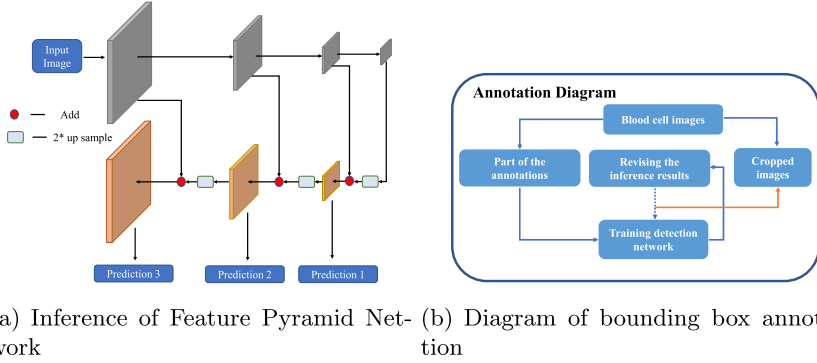 Input
Image
Add
2* up sample
Prediction 3
Prediction 2
Prediction 1
a) Inference of Feature Pyramid Net-
work
Annotation Diagram
Blood cell images
Part of the
annotations
Revising the
inference results
Cropped
images
Training detection
network
(b) Diagram of bounding box annot
tion